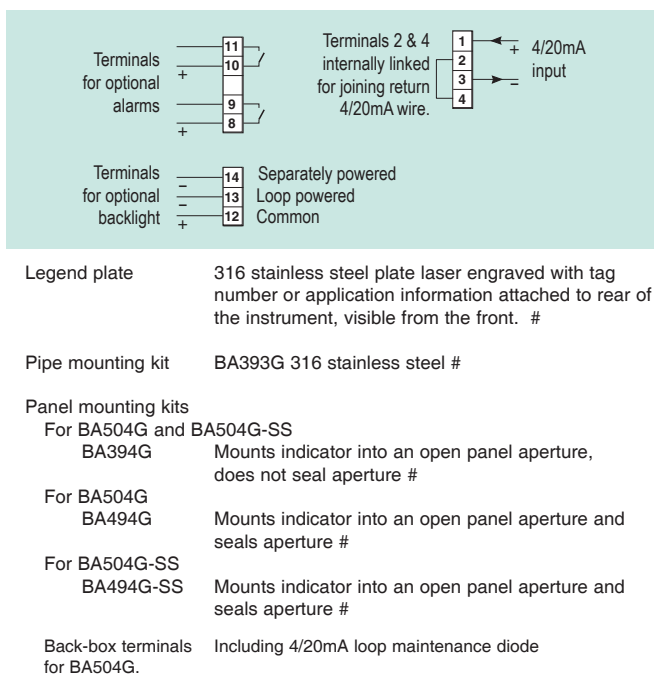 Terminals
for optional
alarms
+
+
11
10
9
8
Terminals 2 & 4
internally linked
for joining return
4/20mA wire.
1
2
3
4
+
–
4/20mA
input
Terminals
for optional
backlight
–
–
+
14 Separately powered
13 Loop powered
12 Common
Legend plate 316 stainless steel plate laser engraved with tag
number or application information attached to rear of
the instrument, visible from the front. #
Pipe mounting kit BA393G 316 stainless steel #
Panel mounting kits
For BA504G and BA504G-SS
BA394G Mounts indicator into an open panel aperture,
does not seal aperture #
For BA504G
BA494G Mounts indicator into an open panel aperture and
seals aperture #
For BA504G-SS
BA494G-SS Mounts indicator into an open panel aperture and
seals aperture #
Back-box terminals Including 4/20mA loop maintenance diode
for BA504G.